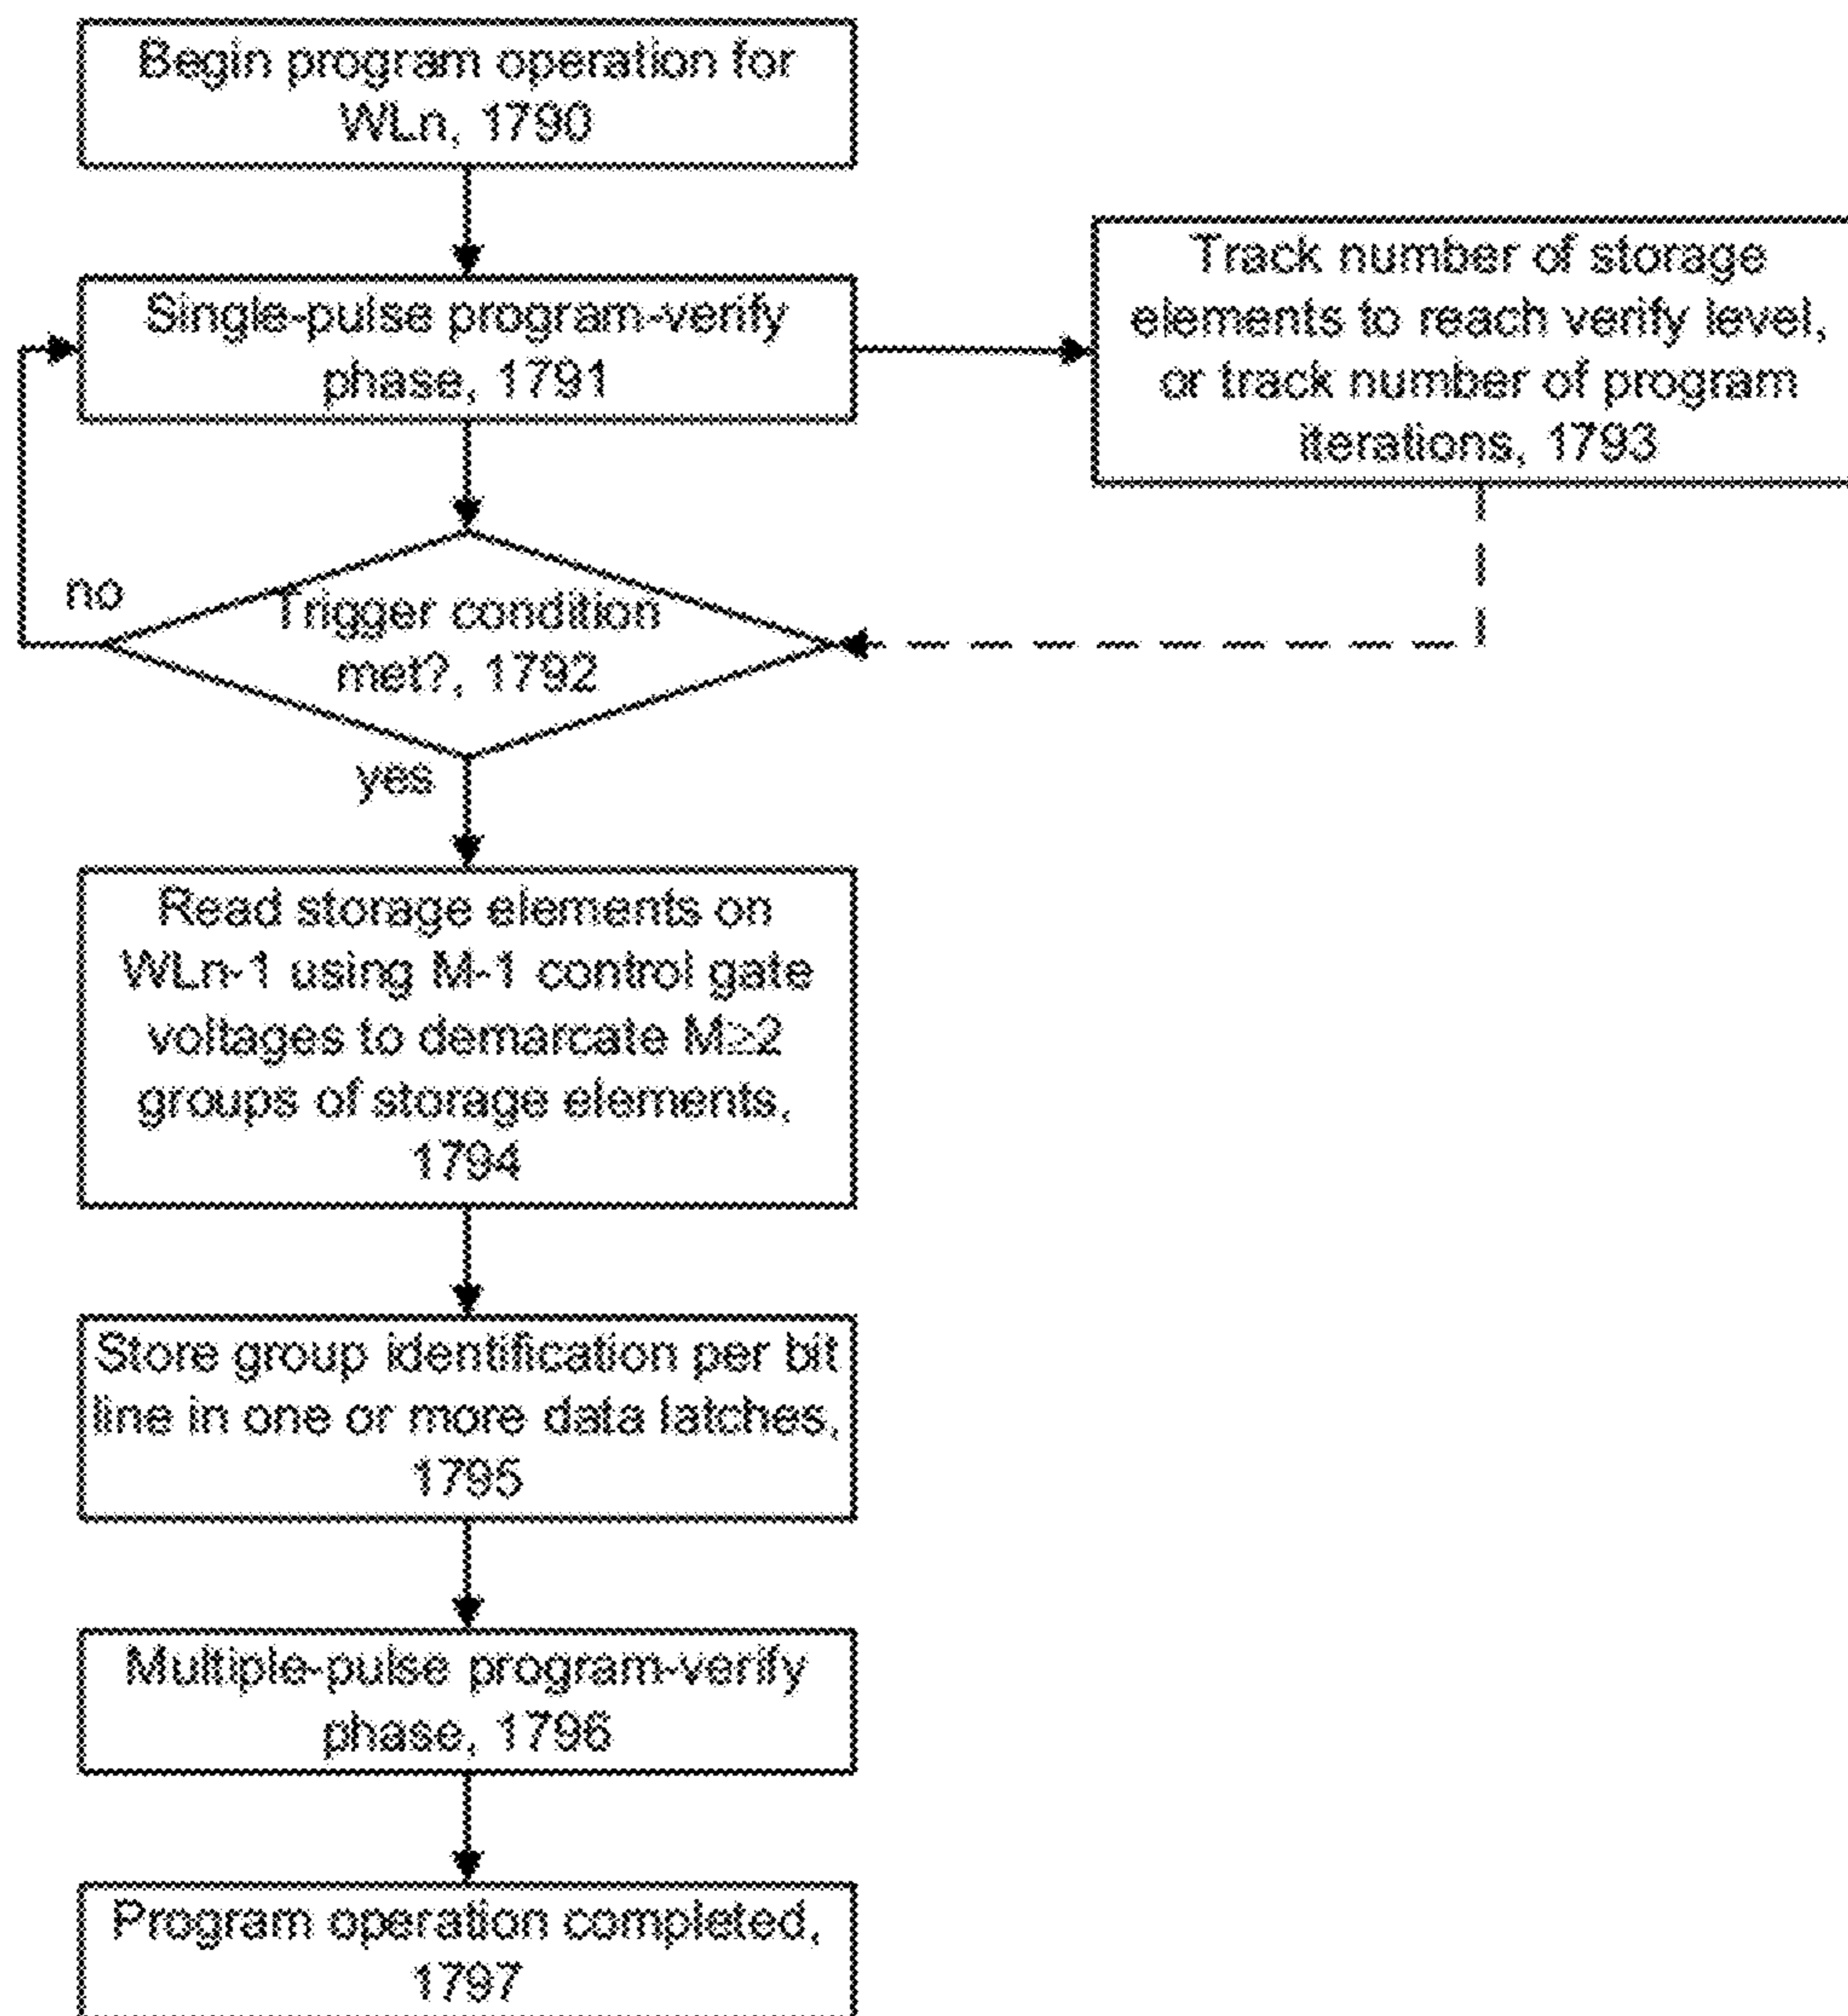 Begin program operation for
WLn, 1790
Single-pulse program-verify
phase, 1791
Track number of storage
elements to reach verify level,
or track number of program
iterations, 1793
no
Trigger condition
met?, 1792
yes
Read storage elements on
WLn-1 using M-1 control gate
voltages to demarcate M≥2
groups of storage elements,
1794
Store group identification per bit
line in one or more data latches,
1795
Multiple-pulse program-verify
phase, 1796
Program operation completed,
1797